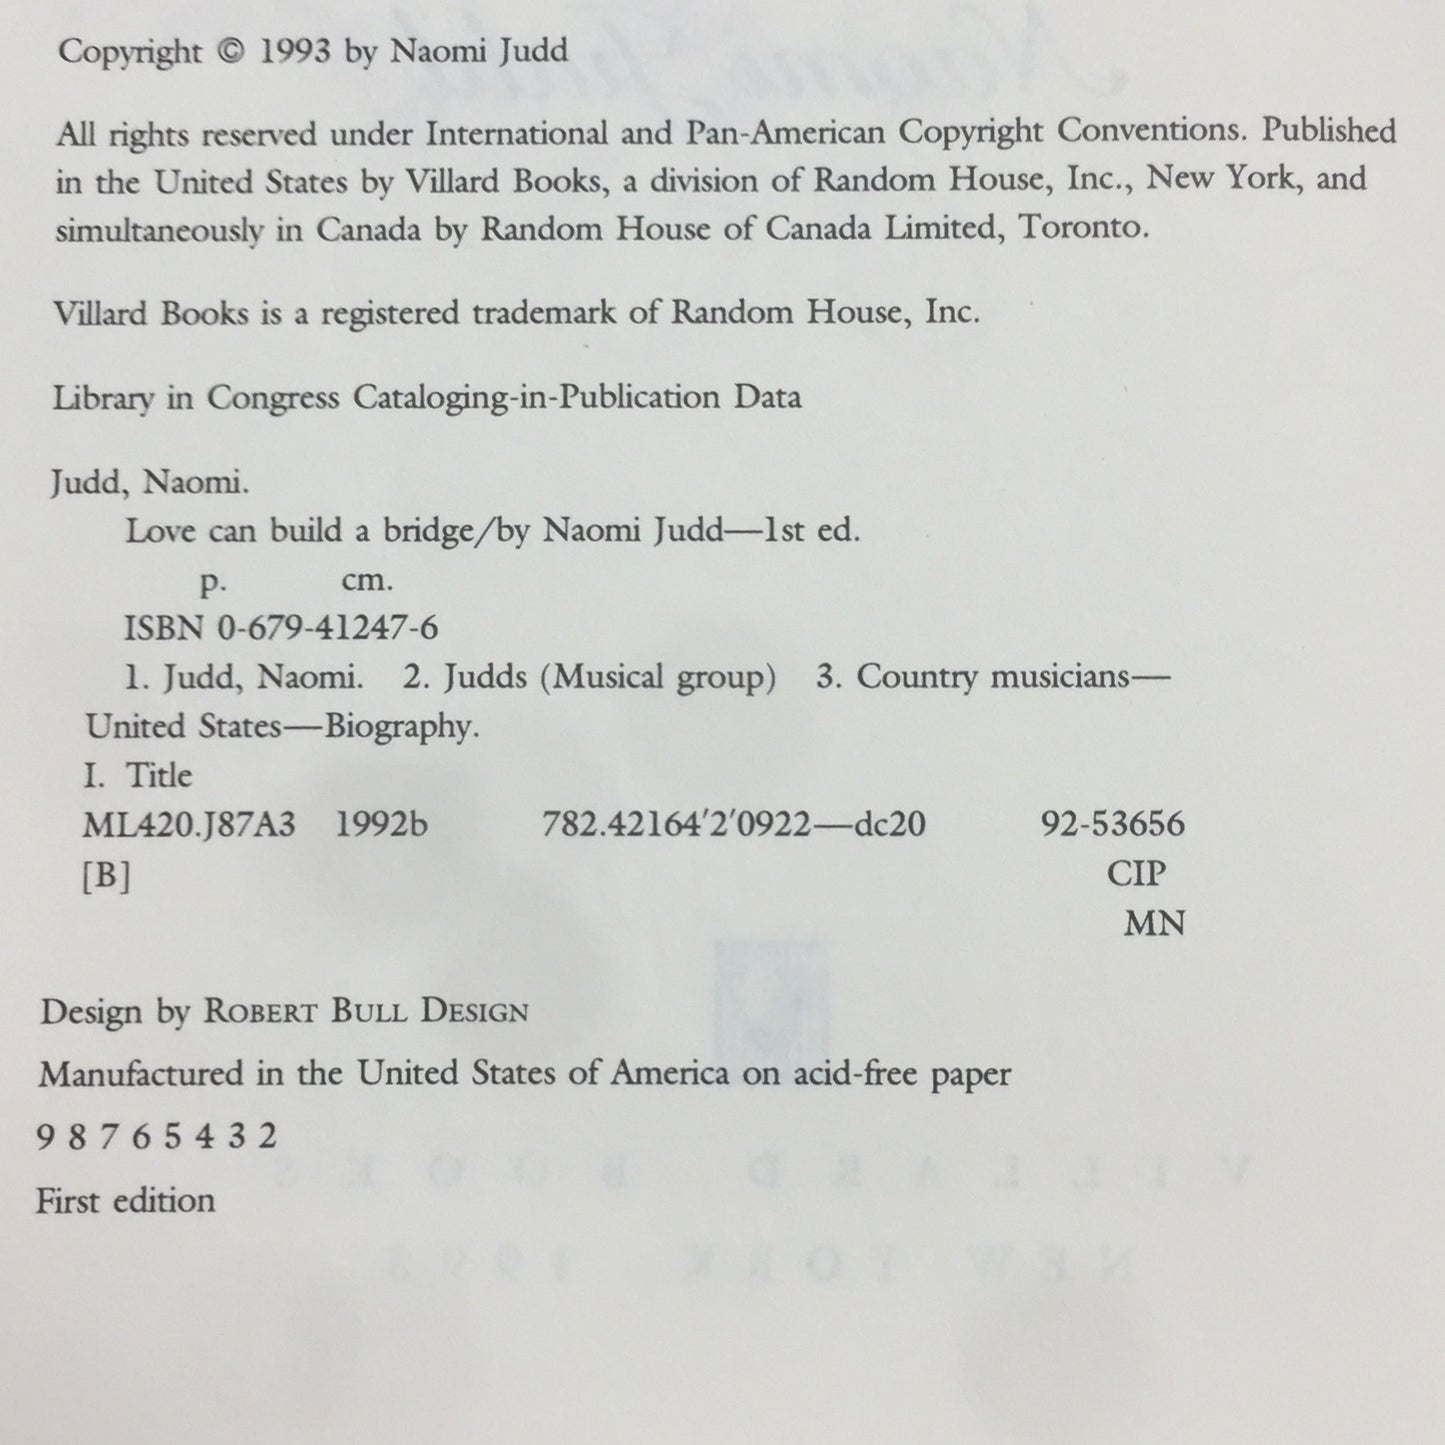 Copyright © 1993 by Naomi Judd
All rights reserved under International and Pan-American Copyright Conventions. Published
in the United States by Villard Books, a division of Random House, Inc., New York, and
simultaneously in Canada by Random House of Canada Limited, Toronto.
Villard Books is a registered trademark of Random House, Inc.
Library in Congress Cataloging-in-Publication Data
Judd, Naomi.
Love can build a bridge/by Naomi Judd—1st ed.
p. cm.
ISBN 0-679-41247-6
1. Judd, Naomi. 2. Judds (Musical group) 3. Country musicians—
United States—Biography.
I. Title
ML420.J87A3 1992b 782.42164′2′0922—dc20 92-53656
[B] CIP
MN
Design by ROBERT BULL DESIGN
Manufactured in the United States of America on acid-free paper
9 8 7 6 5 4 3 2
First edition
VILLARD BOOKS
NEW YORK 1993